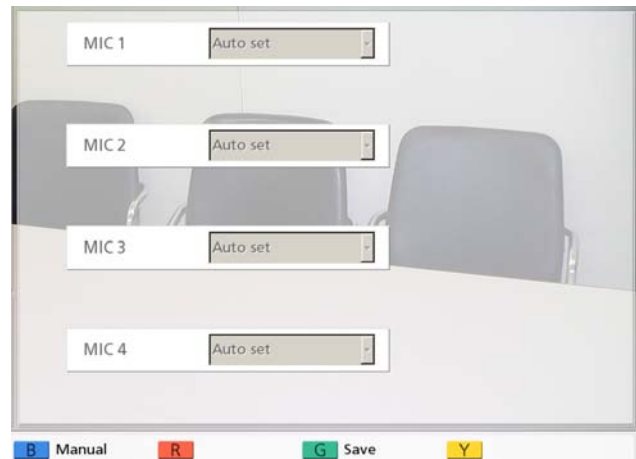 MIC 1 Auto set
MIC 2 Auto set
MIC 3 Auto set
MIC 4 Auto set
B Manual R G Save Y